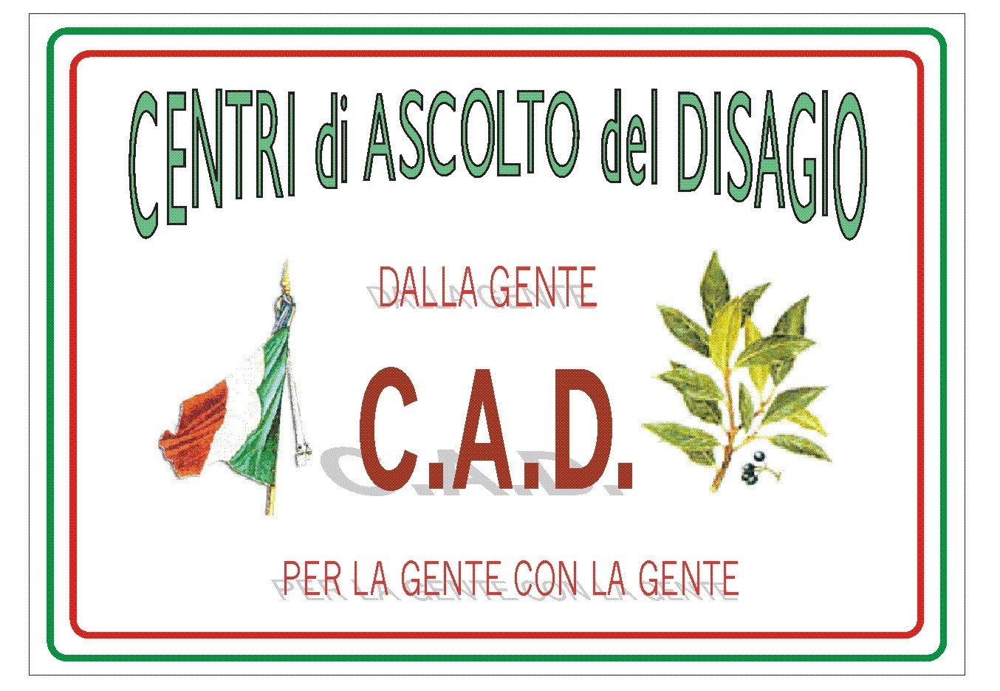 CENTRI di ASCOLTO del DISAGIO
DALLA GENTE
C.A.D.
PER LA GENTE CON LA GENTE